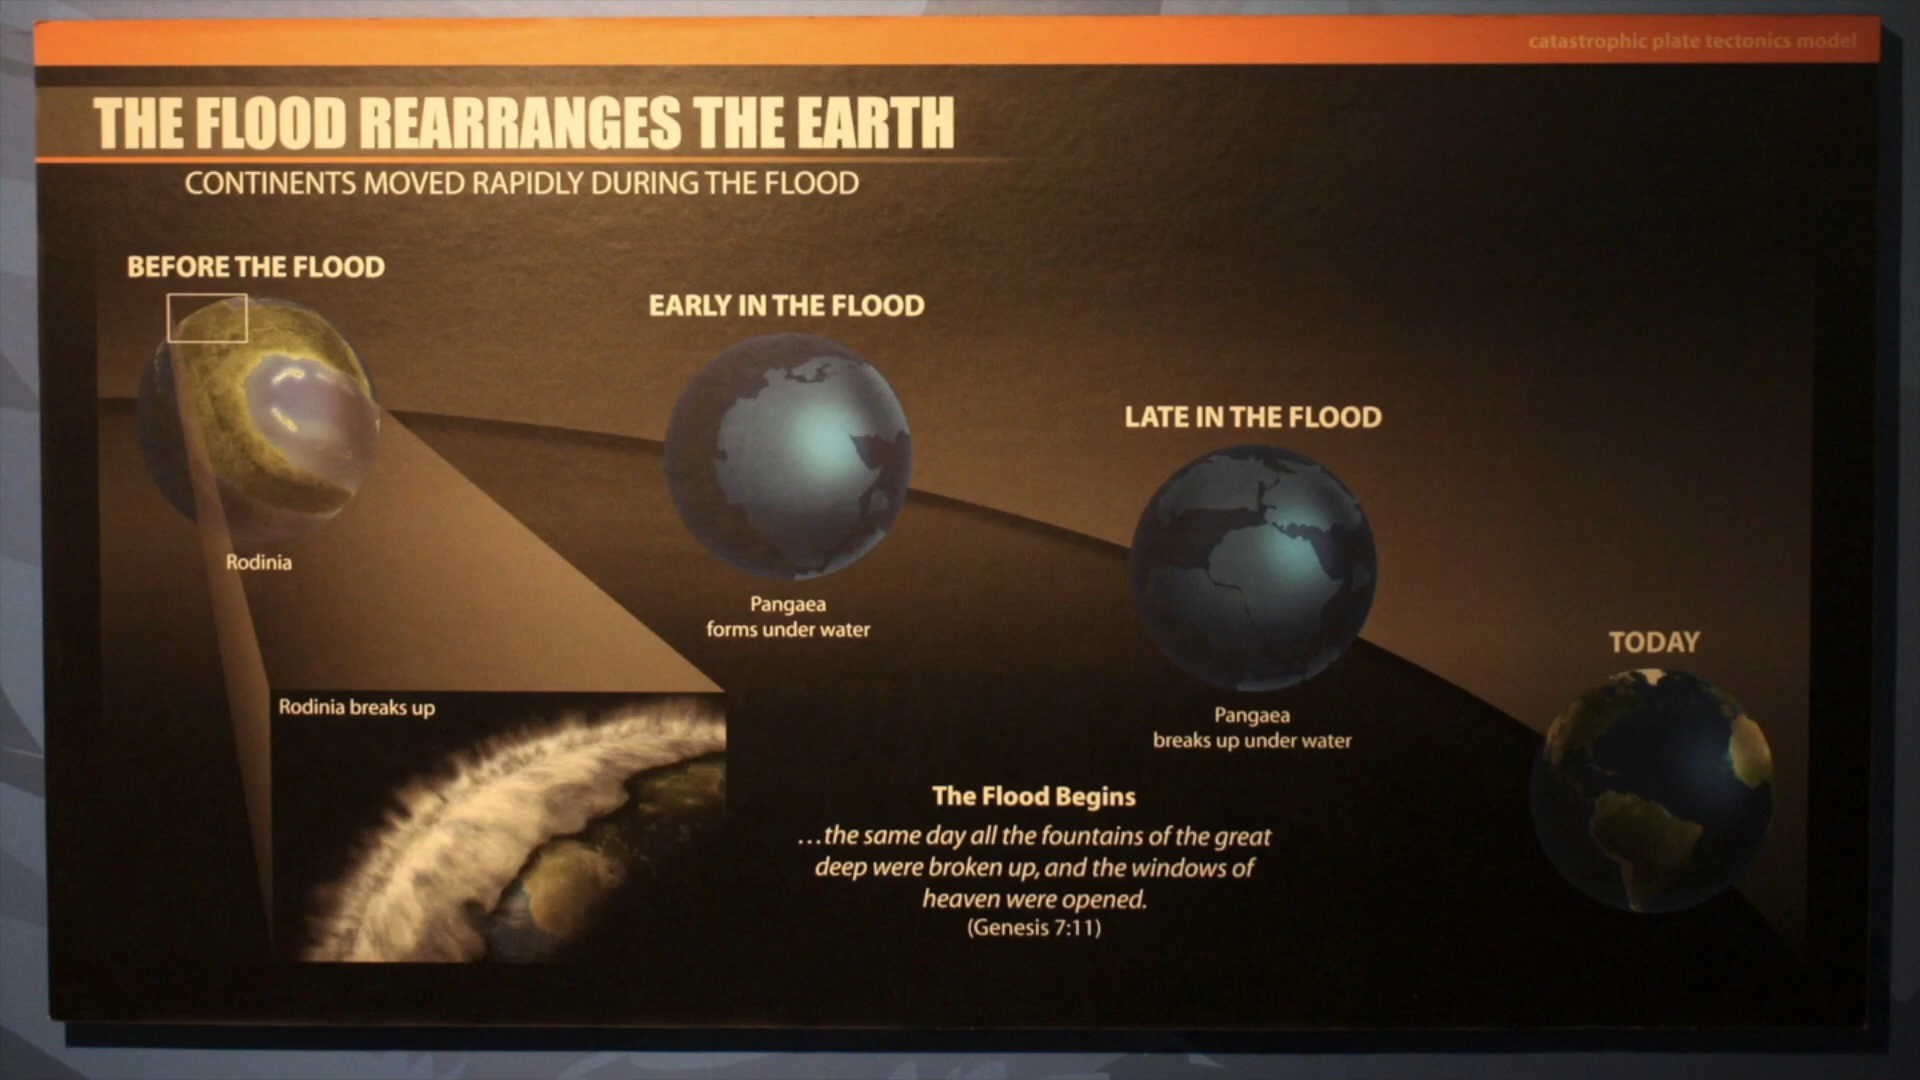 catastrophic plate tectonics model
THE FLOOD REARRANGES THE EARTH
CONTINENTS MOVED RAPIDLY DURING THE FLOOD
BEFORE THE FLOOD
Rodinia
Rodinia breaks up
EARLY IN THE FLOOD
Pangaea
forms under water
LATE IN THE FLOOD
Pangaea
breaks up under water
TODAY
The Flood Begins
…the same day all the fountains of the great
deep were broken up, and the windows of
heaven were opened.
(Genesis 7:11)